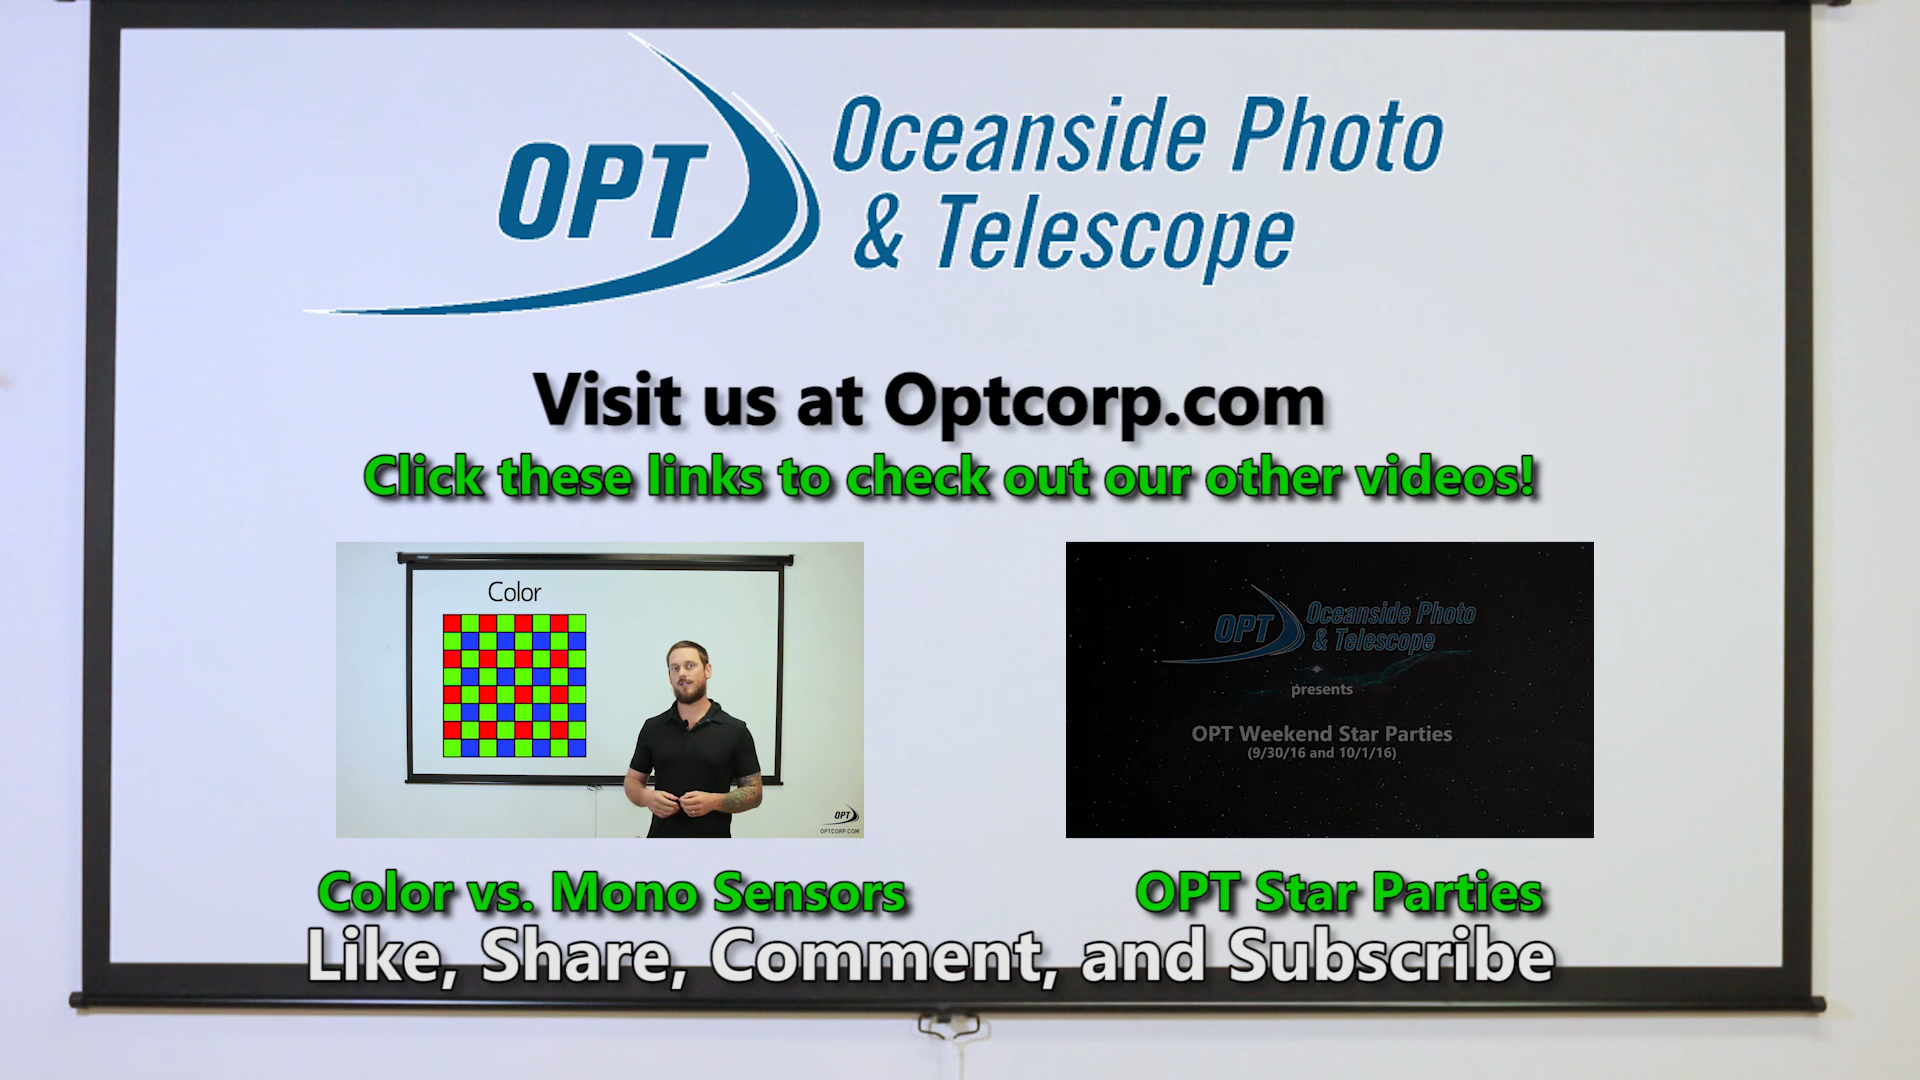 OPT
Oceanside Photo
& Telescope
Visit us at Optcorp.com
Click these links to check out our other videos!
Color
OPT
OPTCORP.COM
OPT
Oceanside Photo
& Telescope
presents
OPT Weekend Star Parties
(9/30/16 and 10/1/16)
Color vs. Mono Sensors
OPT Star Parties
Like, Share, Comment, and Subscribe